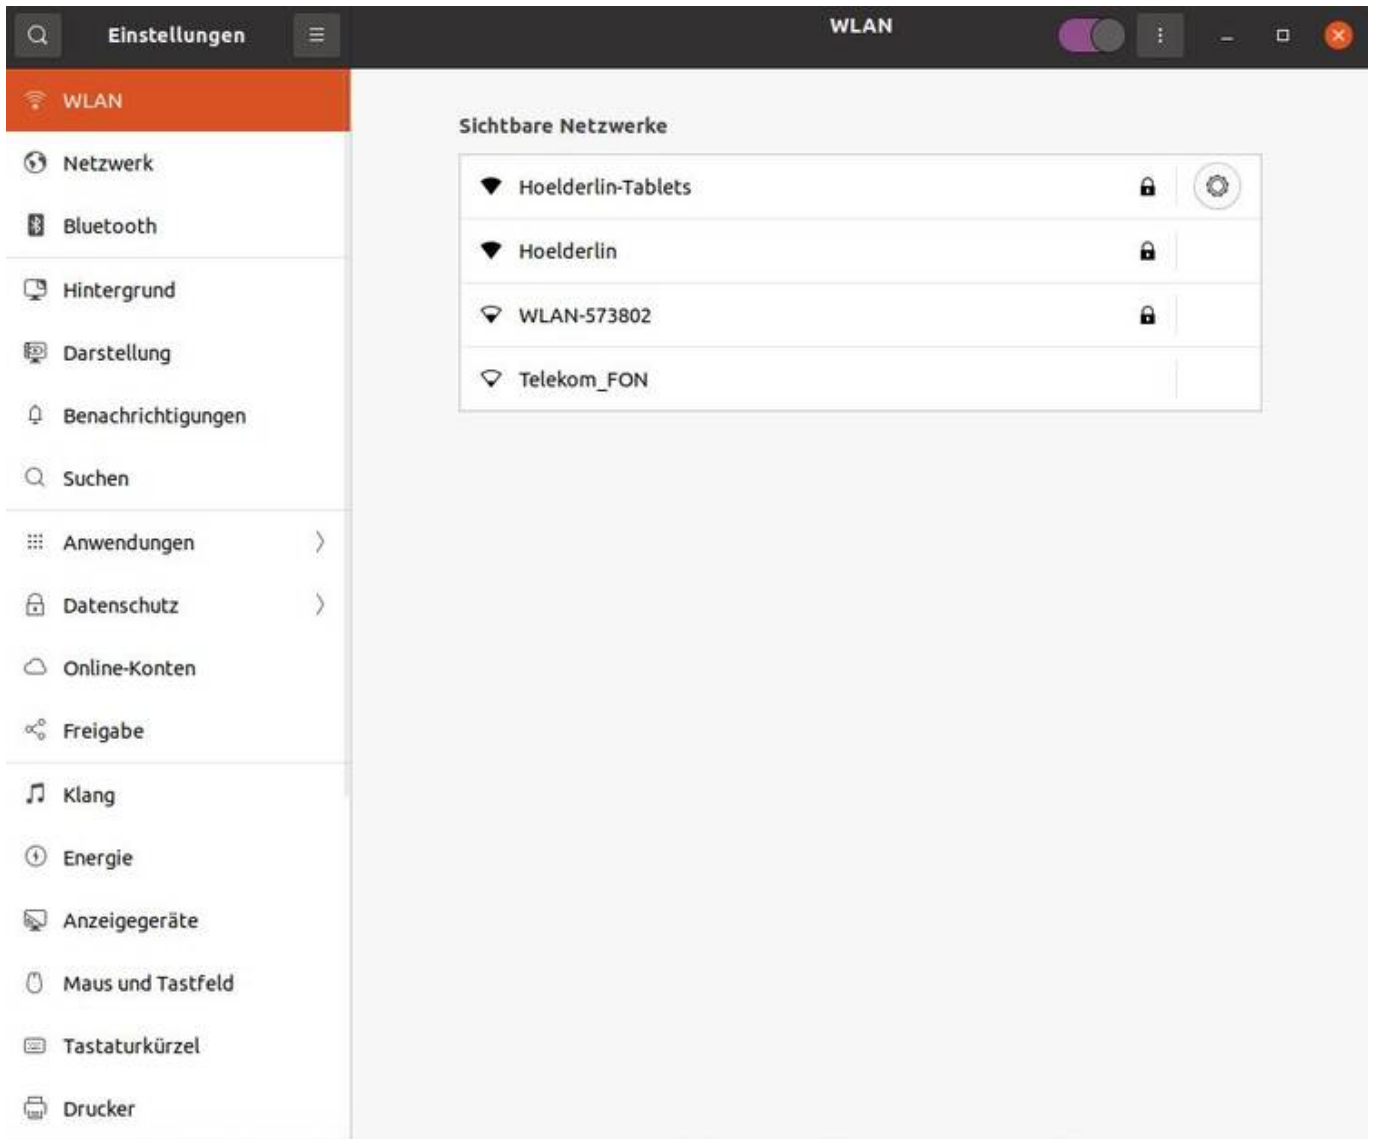 Einstellungen
WLAN
WLAN
Netzwerk
Bluetooth
Hintergrund
Darstellung
Benachrichtigungen
Suchen
Anwendungen
Datenschutz
Online-Konten
Freigabe
Klang
Energie
Anzeigegeräte
Maus und Tastfeld
Tastaturkürzel
Drucker
Sichtbare Netzwerke
Hoelderlin-Tablets
Hoelderlin
WLAN-573802
Telekom_FON